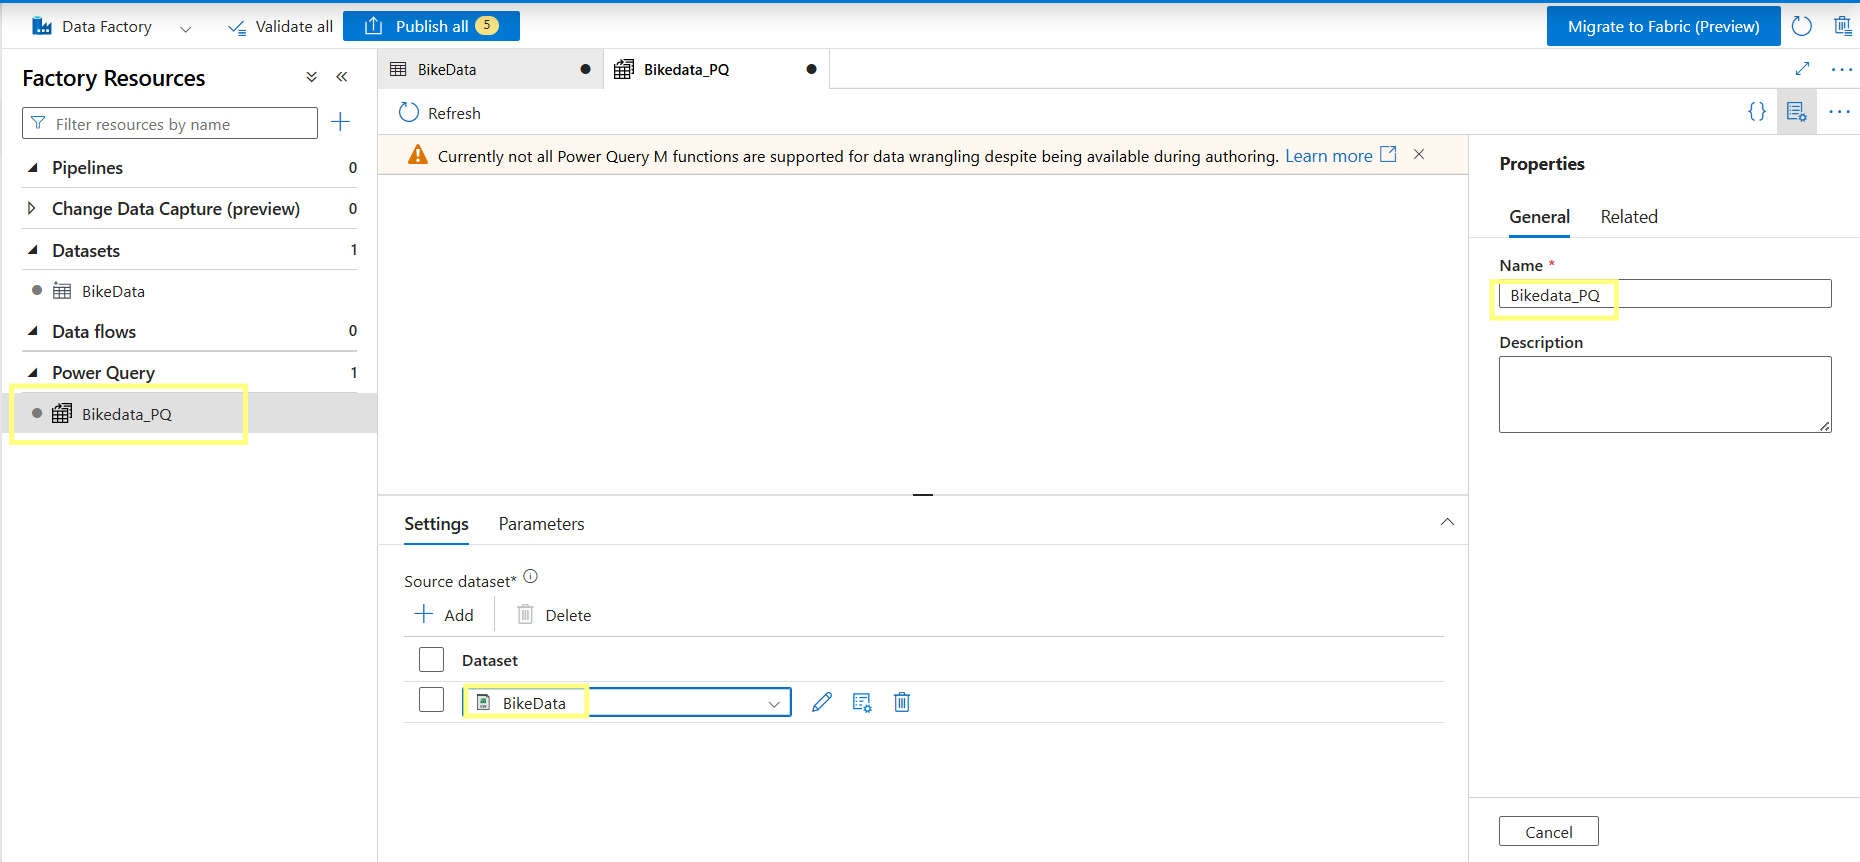 Data Factory
Validate all
Publish all 5
Migrate to Fabric (Preview)
Factory Resources
Filter resources by name
Pipelines 0
Change Data Capture (preview) 0
Datasets 1
BikeData
Data flows 0
Power Query 1
Bikedata_PQ
BikeData
Bikedata_PQ
Refresh
Currently not all Power Query M functions are supported for data wrangling despite being available during authoring. Learn more
Settings
Parameters
Source dataset*
Add
Delete
Dataset
BikeData
Properties
General
Related
Name *
Bikedata_PQ
Description
Cancel